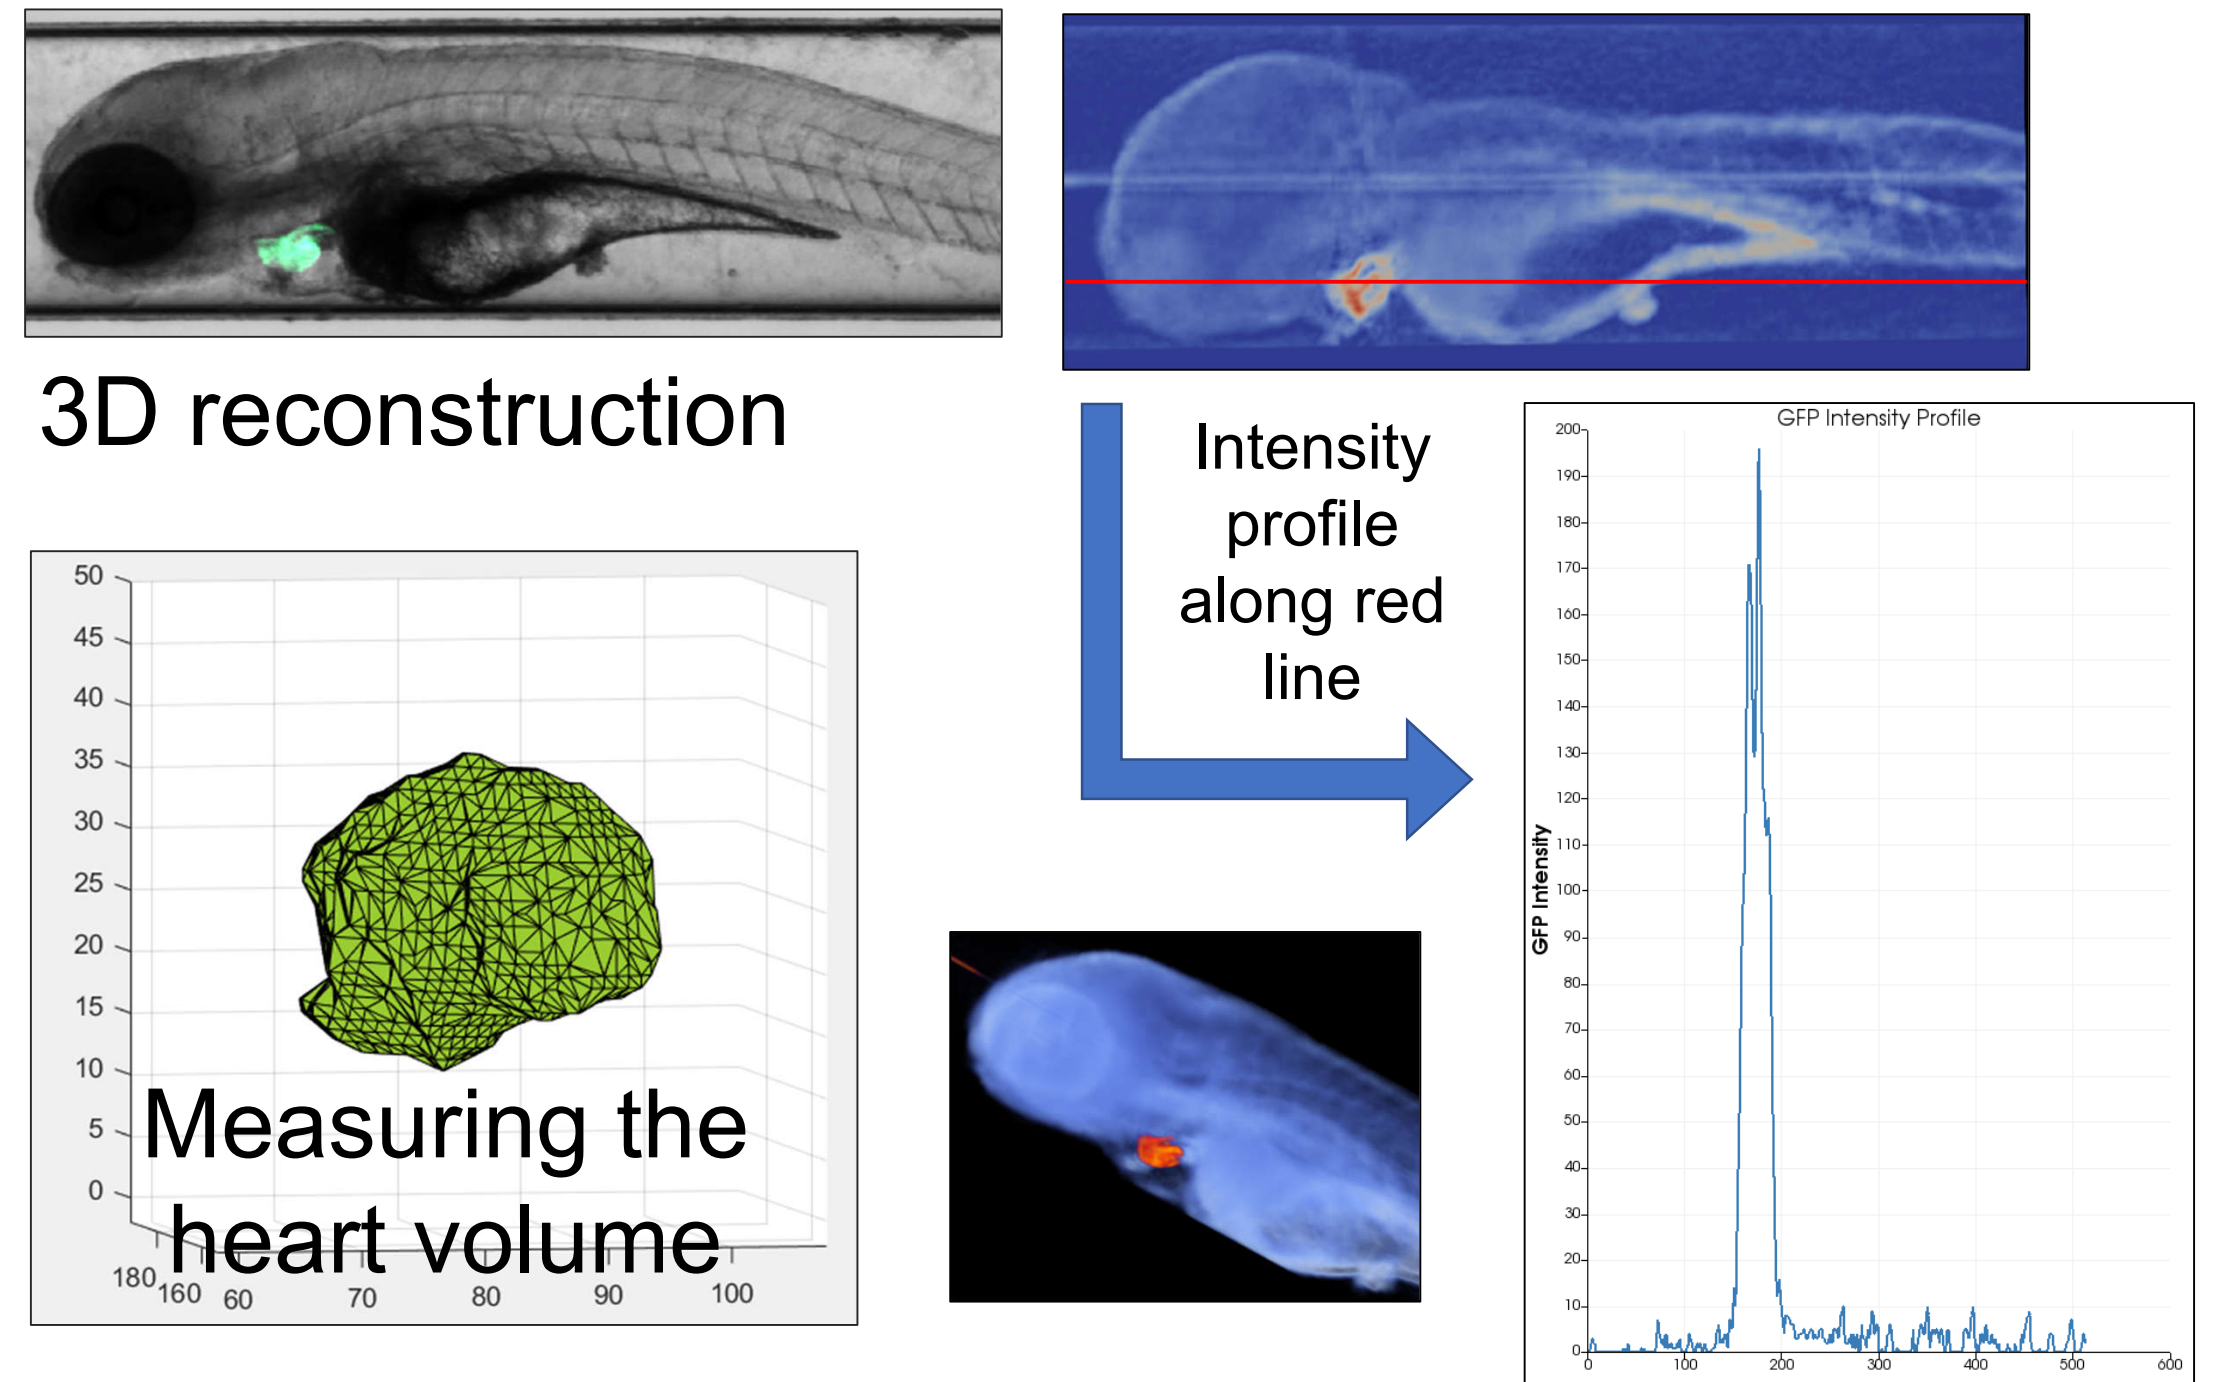 3D reconstruction
Intensity
profile
along red
line
GFP Intensity Profile
200
190
180
170
160
150
140
130
120
110
100
90
80
70
60
50
40
30
20
10
0
GFP Intensity
0 100 200 300 400 500 600
50
45
40
35
30
25
20
15
10
5
0
Measuring the
heart volume
180 160 60 70 80 90 100